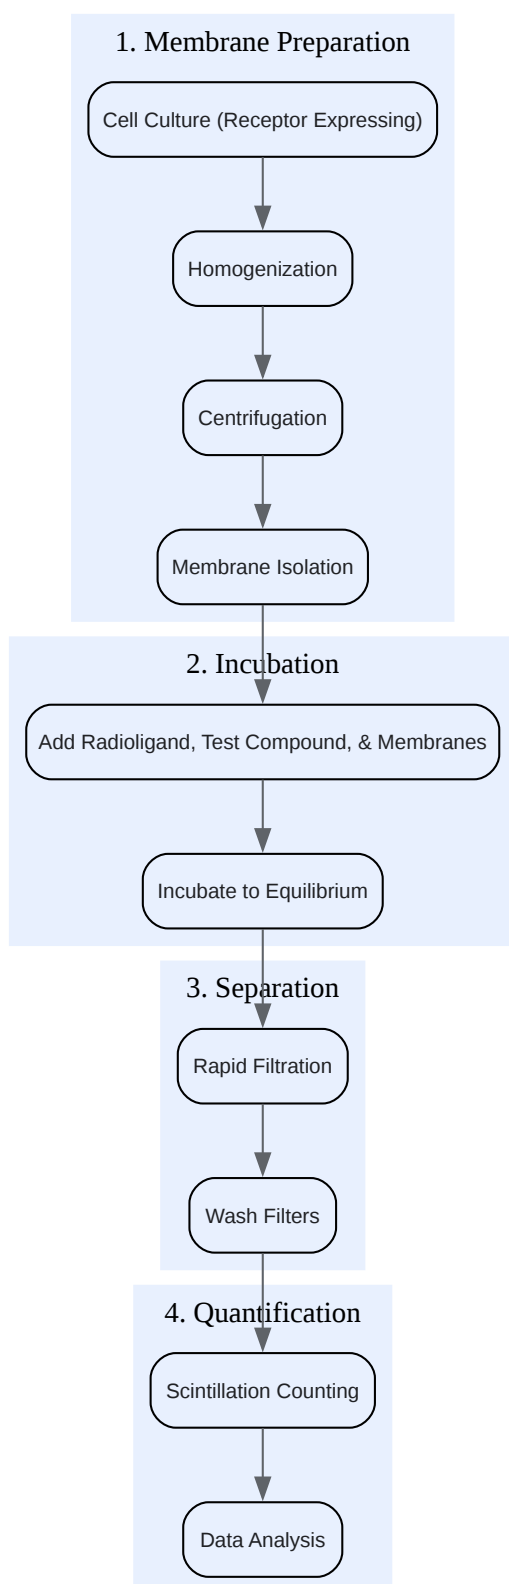 1. Membrane Preparation
Cell Culture (Receptor Expressing)
Homogenization
Centrifugation
Membrane Isolation
2. Incubation
Add Radioligand, Test Compound, & Membranes
Incubate to Equilibrium
3. Separation
Rapid Filtration
Wash Filters
4. Quantification
Scintillation Counting
Data Analysis